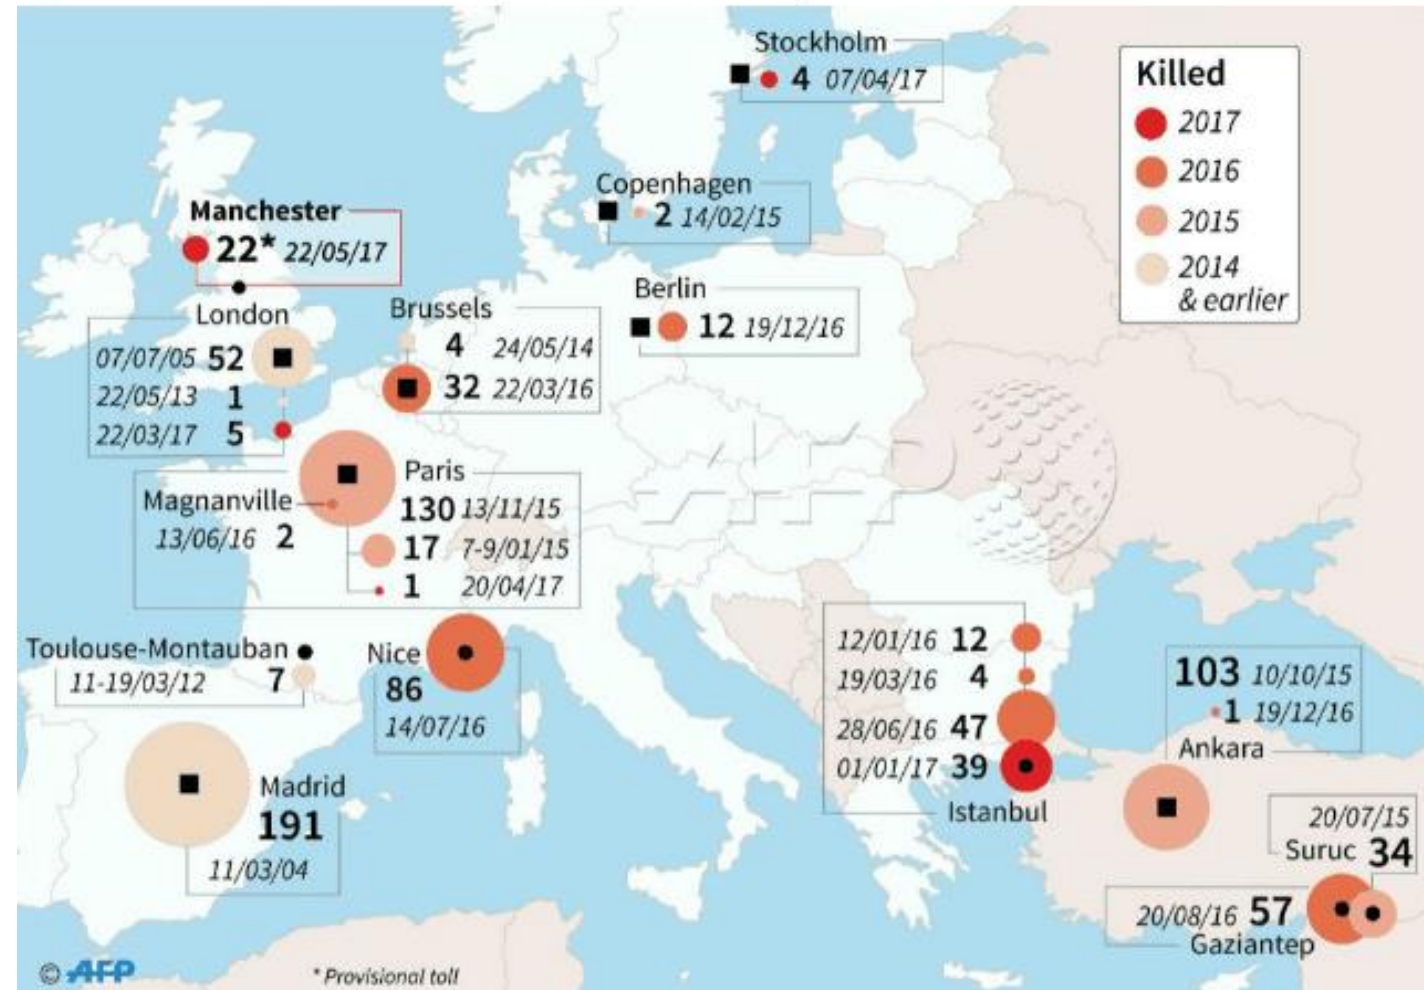 Stockholm
4 07/04/17
Killed
2017
2016
2015
2014
& earlier
Copenhagen
2 14/02/15
Manchester
22* 22/05/17
London
07/07/05 52
22/05/13 1
22/03/17 5
Brussels
4 24/05/14
32 22/03/16
Berlin
12 19/12/16
Paris
130 13/11/15
17 7-9/01/15
1 20/04/17
Magnanville
13/06/16 2
AFP
Toulouse-Montauban
11-19/03/12 7
Nice
86
14/07/16
Madrid
191
11/03/04
12/01/16 12
19/03/16 4
28/06/16 47
01/01/17 39
Istanbul
103 10/10/15
1 19/12/16
Ankara
20/07/15
Suruc 34
20/08/16 57
Gaziantep
© AFP
* Provisional toll